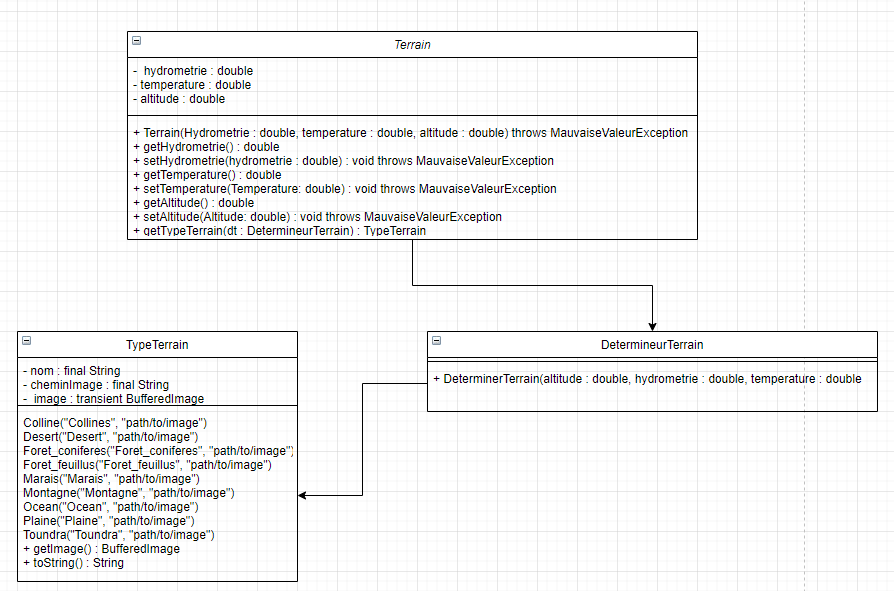 Terrain
- hydrometrie : double
- temperature : double
- altitude : double
+ Terrain(Hydrometrie : double, temperature : double, altitude : double) throws MauvaiseValeurException
+ getHydrometrie() : double
+ setHydrometrie(hydrometrie : double) : void throws MauvaiseValeurException
+ getTemperature() : double
+ setTemperature(Temperature: double) : void throws MauvaiseValeurException
+ getAltitude() : double
+ setAltitude(Altitude: double) : void throws MauvaiseValeurException
+ getTypeTerrain(dt : DetermineurTerrain) : TypeTerrain
TypeTerrain
- nom : final String
- cheminImage : final String
- image : transient BufferedImage
Colline("Collines", "path/to/image")
Desert("Desert", "path/to/image")
Foret_coniferes("Foret_coniferes", "path/to/image")
Foret_feuillus("Foret_feuillus", "path/to/image")
Marais("Marais", "path/to/image")
Montagne("Montagne", "path/to/image")
Ocean("Ocean", "path/to/image")
Plaine("Plaine", "path/to/image")
Toundra("Toundra", "path/to/image")
+ getImage() : BufferedImage
+ toString() : String
DetermineurTerrain
+ DeterminerTerrain(altitude : double, hydrometrie : double, temperature : double